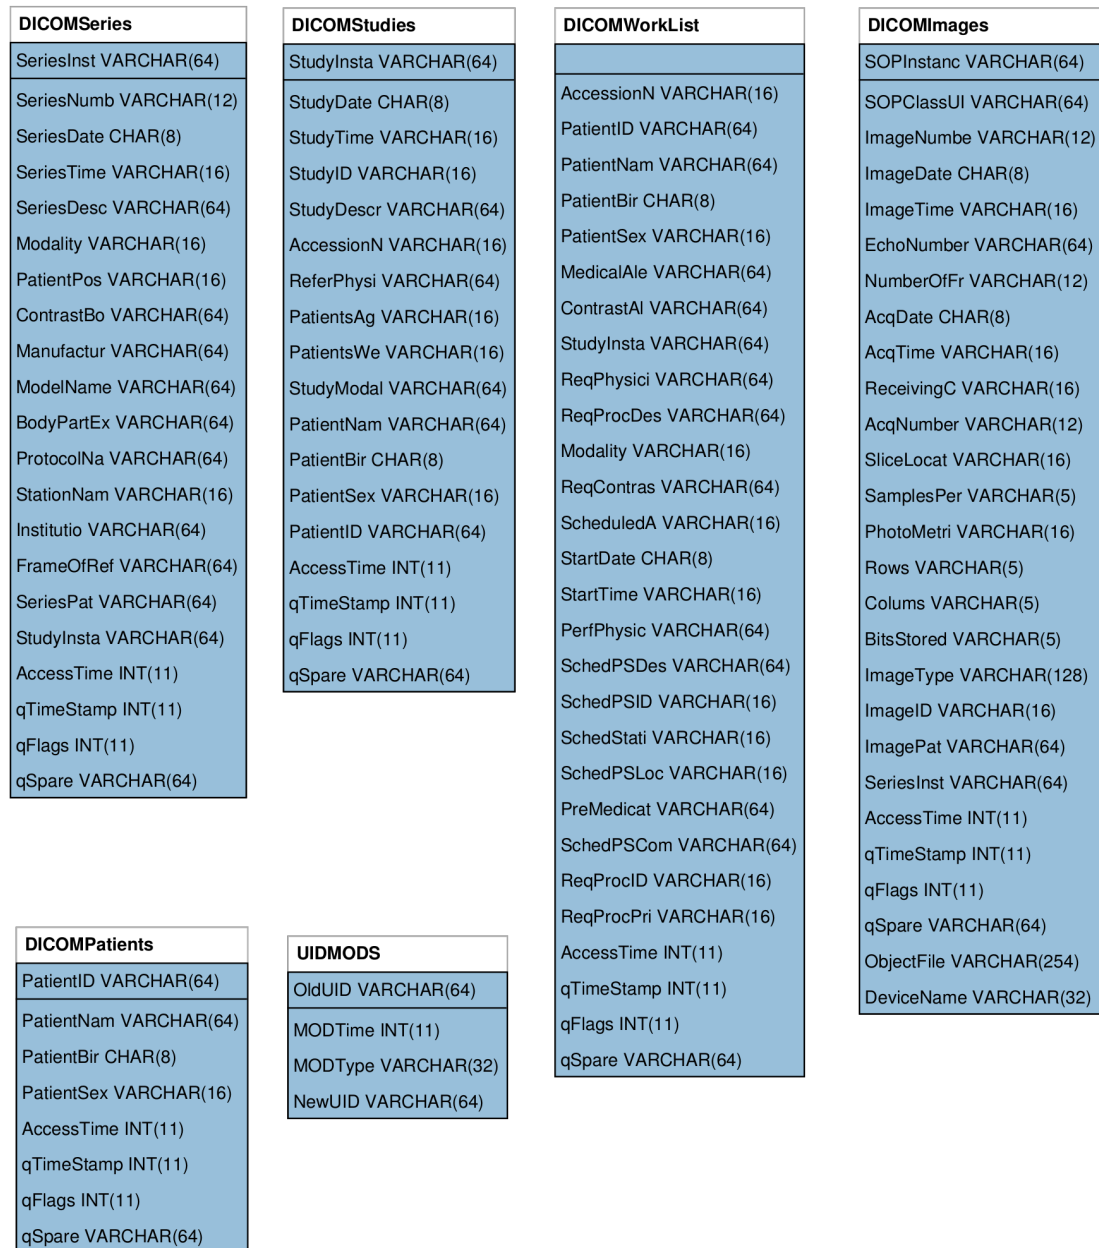 DICOMSeries
SeriesInst VARCHAR(64)
SeriesNumb VARCHAR(12)
SeriesDate CHAR(8)
SeriesTime VARCHAR(16)
SeriesDesc VARCHAR(64)
Modality VARCHAR(16)
PatientPos VARCHAR(16)
ContrastBo VARCHAR(64)
Manufactur VARCHAR(64)
ModelName VARCHAR(64)
BodyPartEx VARCHAR(64)
ProtocolNa VARCHAR(64)
StationNam VARCHAR(16)
Institutio VARCHAR(64)
FrameOfRef VARCHAR(64)
SeriesPat VARCHAR(64)
StudyInsta VARCHAR(64)
AccessTime INT(11)
qTimeStamp INT(11)
qFlags INT(11)
qSpare VARCHAR(64)
DICOMStudies
StudyInsta VARCHAR(64)
StudyDate CHAR(8)
StudyTime VARCHAR(16)
StudyID VARCHAR(16)
StudyDescr VARCHAR(64)
AccessionN VARCHAR(16)
ReferPhysi VARCHAR(64)
PatientsAg VARCHAR(16)
PatientsWe VARCHAR(16)
StudyModal VARCHAR(64)
PatientNam VARCHAR(64)
PatientBir CHAR(8)
PatientSex VARCHAR(16)
PatientID VARCHAR(64)
AccessTime INT(11)
qTimeStamp INT(11)
qFlags INT(11)
qSpare VARCHAR(64)
DICOMWorkList
AccessionN VARCHAR(16)
PatientID VARCHAR(64)
PatientNam VARCHAR(64)
PatientBir CHAR(8)
PatientSex VARCHAR(16)
MedicalAle VARCHAR(64)
ContrastAl VARCHAR(64)
StudyInsta VARCHAR(64)
ReqPhysici VARCHAR(64)
ReqProcDes VARCHAR(64)
Modality VARCHAR(16)
ReqContras VARCHAR(64)
ScheduledA VARCHAR(16)
StartDate CHAR(8)
StartTime VARCHAR(16)
PerfPhysic VARCHAR(64)
SchedPSDes VARCHAR(64)
SchedPSID VARCHAR(16)
SchedStati VARCHAR(16)
SchedPSLoc VARCHAR(16)
PreMedicat VARCHAR(64)
SchedPSCom VARCHAR(64)
ReqProcID VARCHAR(16)
ReqProcPri VARCHAR(16)
AccessTime INT(11)
qTimeStamp INT(11)
qFlags INT(11)
qSpare VARCHAR(64)
DICOMImages
SOPInstanc VARCHAR(64)
SOPClassUI VARCHAR(64)
ImageNumbe VARCHAR(12)
ImageDate CHAR(8)
ImageTime VARCHAR(16)
EchoNumber VARCHAR(64)
NumberOfFr VARCHAR(12)
AcqDate CHAR(8)
AcqTime VARCHAR(16)
ReceivingC VARCHAR(16)
AcqNumber VARCHAR(12)
SliceLocat VARCHAR(16)
SamplesPer VARCHAR(5)
PhotoMetri VARCHAR(16)
Rows VARCHAR(5)
Colums VARCHAR(5)
BitsStored VARCHAR(5)
ImageType VARCHAR(128)
ImageID VARCHAR(16)
ImagePat VARCHAR(64)
SeriesInst VARCHAR(64)
AccessTime INT(11)
qTimeStamp INT(11)
qFlags INT(11)
qSpare VARCHAR(64)
ObjectFile VARCHAR(254)
DeviceName VARCHAR(32)
DICOMPatients
PatientID VARCHAR(64)
PatientNam VARCHAR(64)
PatientBir CHAR(8)
PatientSex VARCHAR(16)
AccessTime INT(11)
qTimeStamp INT(11)
qFlags INT(11)
qSpare VARCHAR(64)
UIDMODS
OldUID VARCHAR(64)
MODTime INT(11)
MODType VARCHAR(32)
NewUID VARCHAR(64)